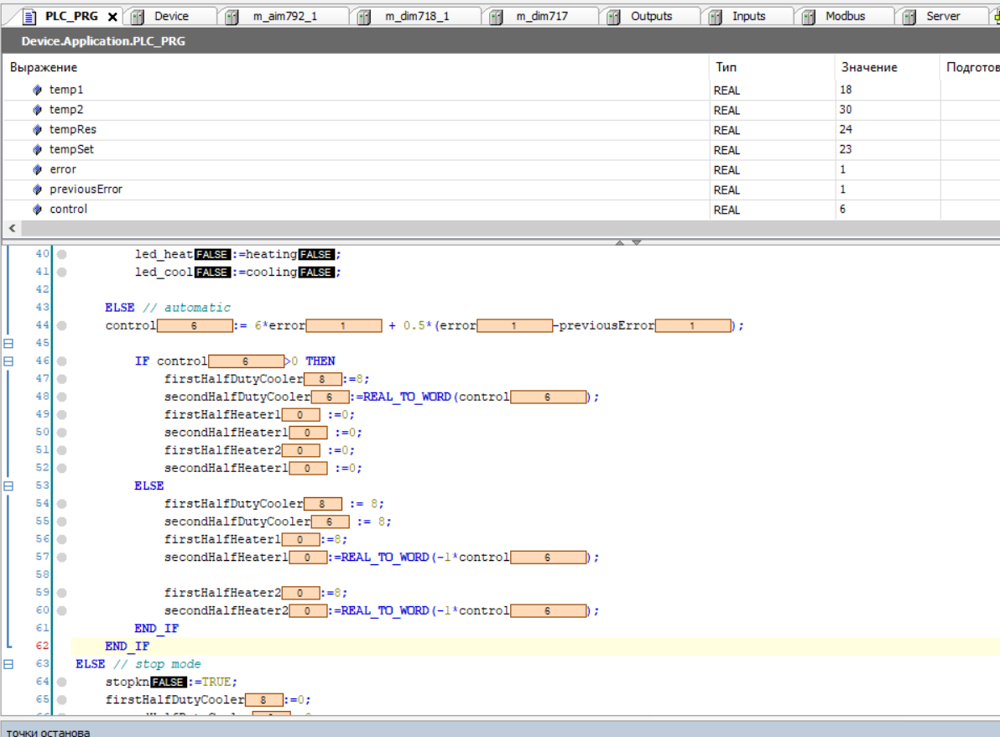 PLC_PRG Device m_aim792_1 m_dim718_1 m_dim717 Outputs Inputs Modbus Server
Device.Application.PLC_PRG
Выражение Тип Значение Подготов
temp1 REAL 18
temp2 REAL 30
tempRes REAL 24
tempSet REAL 23
error REAL 1
previousError REAL 1
control REAL 6
40 led_heat FALSE :=heating FALSE ;
41 led_cool FALSE :=cooling FALSE ;
42
43 ELSE // automatic
44 control 6 := 6*error 1 + 0.5*(error 1 -previousError 1 );
45
46 IF control 6 >0 THEN
47 firstHalfDutyCooler 8 :=8;
48 secondHalfDutyCooler 6 :=REAL_TO_WORD(control 6 );
49 firstHalfHeater1 0 :=0;
50 secondHalfHeater1 0 :=0;
51 firstHalfHeater2 0 :=0;
52 secondHalfHeater1 0 :=0;
53 ELSE
54 firstHalfDutyCooler 8 := 8;
55 secondHalfDutyCooler 6 := 8;
56 firstHalfHeater1 0 :=8;
57 secondHalfHeater1 0 :=REAL_TO_WORD(-1*control 6 );
58
59 firstHalfHeater2 0 :=8;
60 secondHalfHeater2 0 :=REAL_TO_WORD(-1*control 6 );
61 END_IF
62 END_IF
63 ELSE // stop mode
64 stopkn FALSE :=TRUE;
65 firstHalfDutyCooler 8 :=0;
точки останова